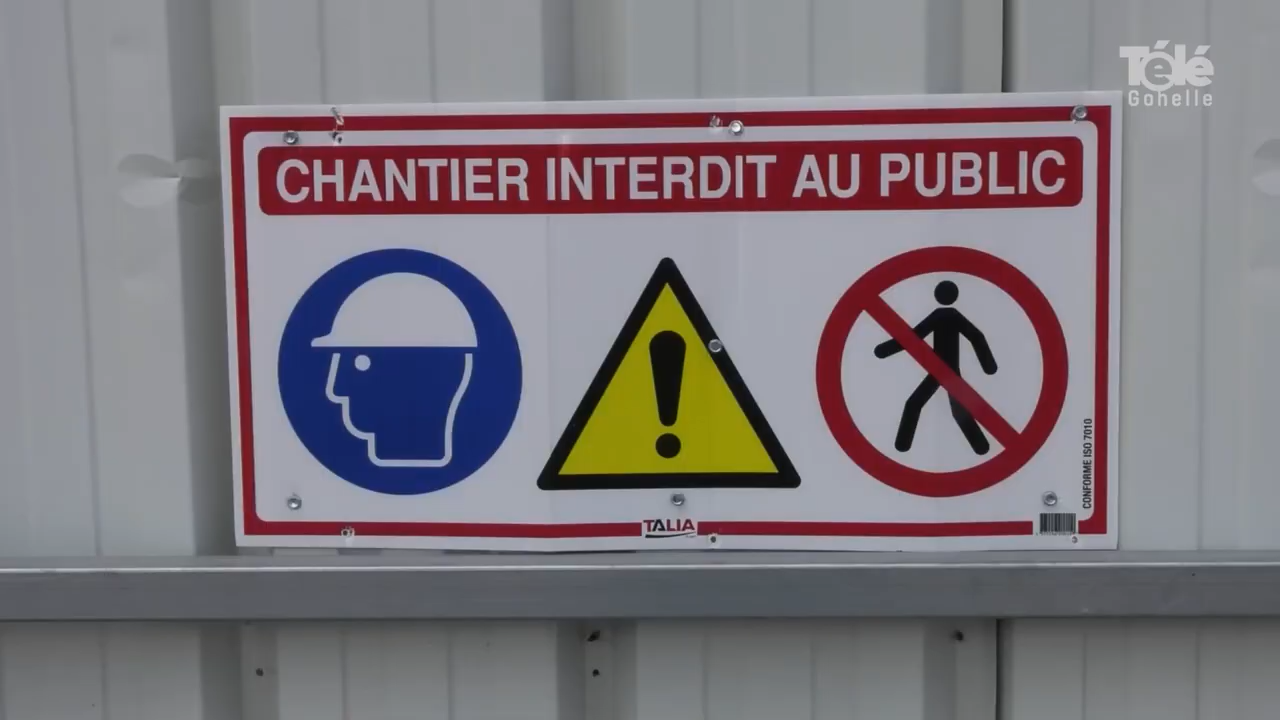 Télé
Gohelle
CHANTIER INTERDIT AU PUBLIC
CONFORME ISO 7010
TALIA